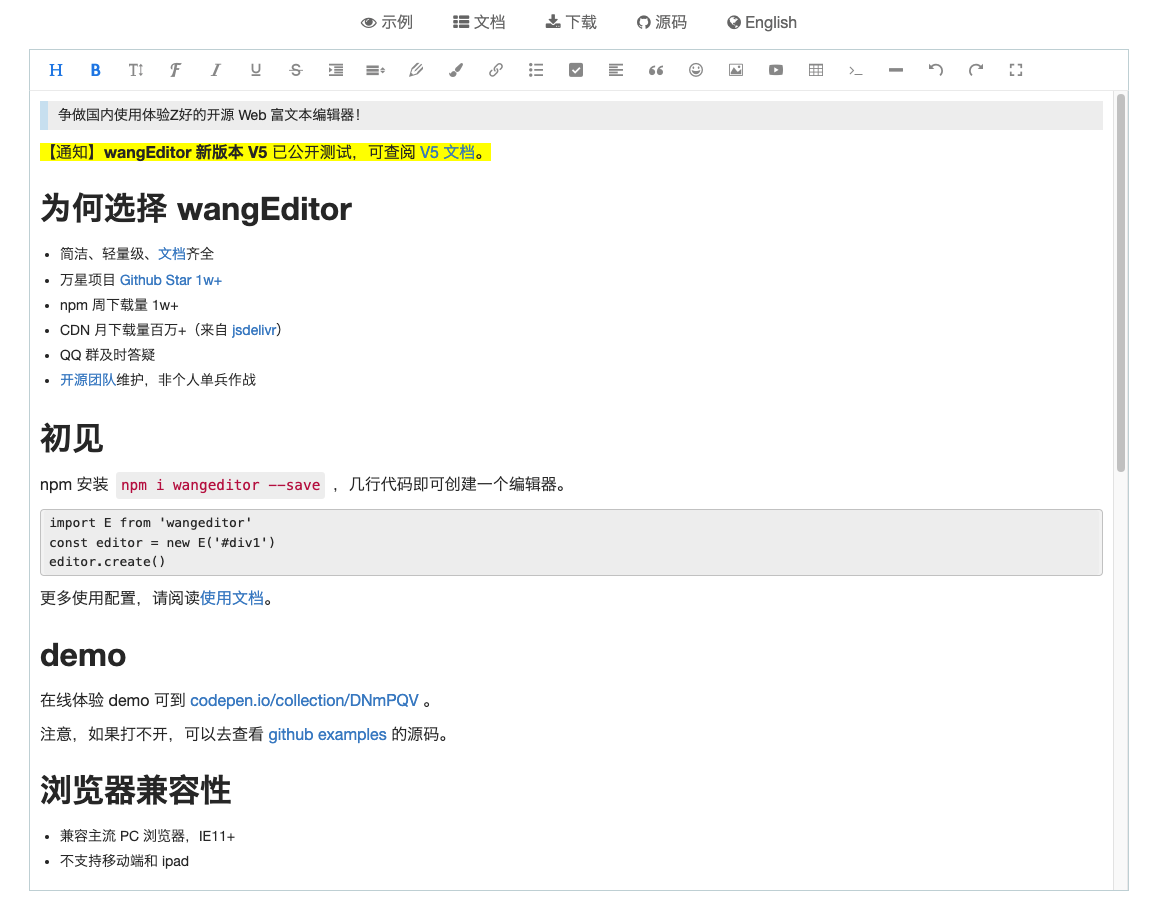 示例 文档 下载 源码 English
H B T F I U S
争做国内使用体验Z好的开源 Web 富文本编辑器！
【通知】wangEditor 新版本 V5 已公开测试，可查阅 V5 文档。
为何选择 wangEditor
• 简洁、轻量级、文档齐全
• 万星项目 Github Star 1w+
• npm 周下载量 1w+
• CDN 月下载量百万+（来自 jsdelivr）
• QQ 群及时答疑
• 开源团队维护，非个人单兵作战
初见
npm 安装 npm i wangeditor --save ，几行代码即可创建一个编辑器。
import E from 'wangeditor'
const editor = new E('#div1')
editor.create()
更多使用配置，请阅读使用文档。
demo
在线体验 demo 可到 codepen.io/collection/DNmPQV 。
注意，如果打不开，可以去查看 github examples 的源码。
浏览器兼容性
• 兼容主流 PC 浏览器，IE11+
• 不支持移动端和 ipad